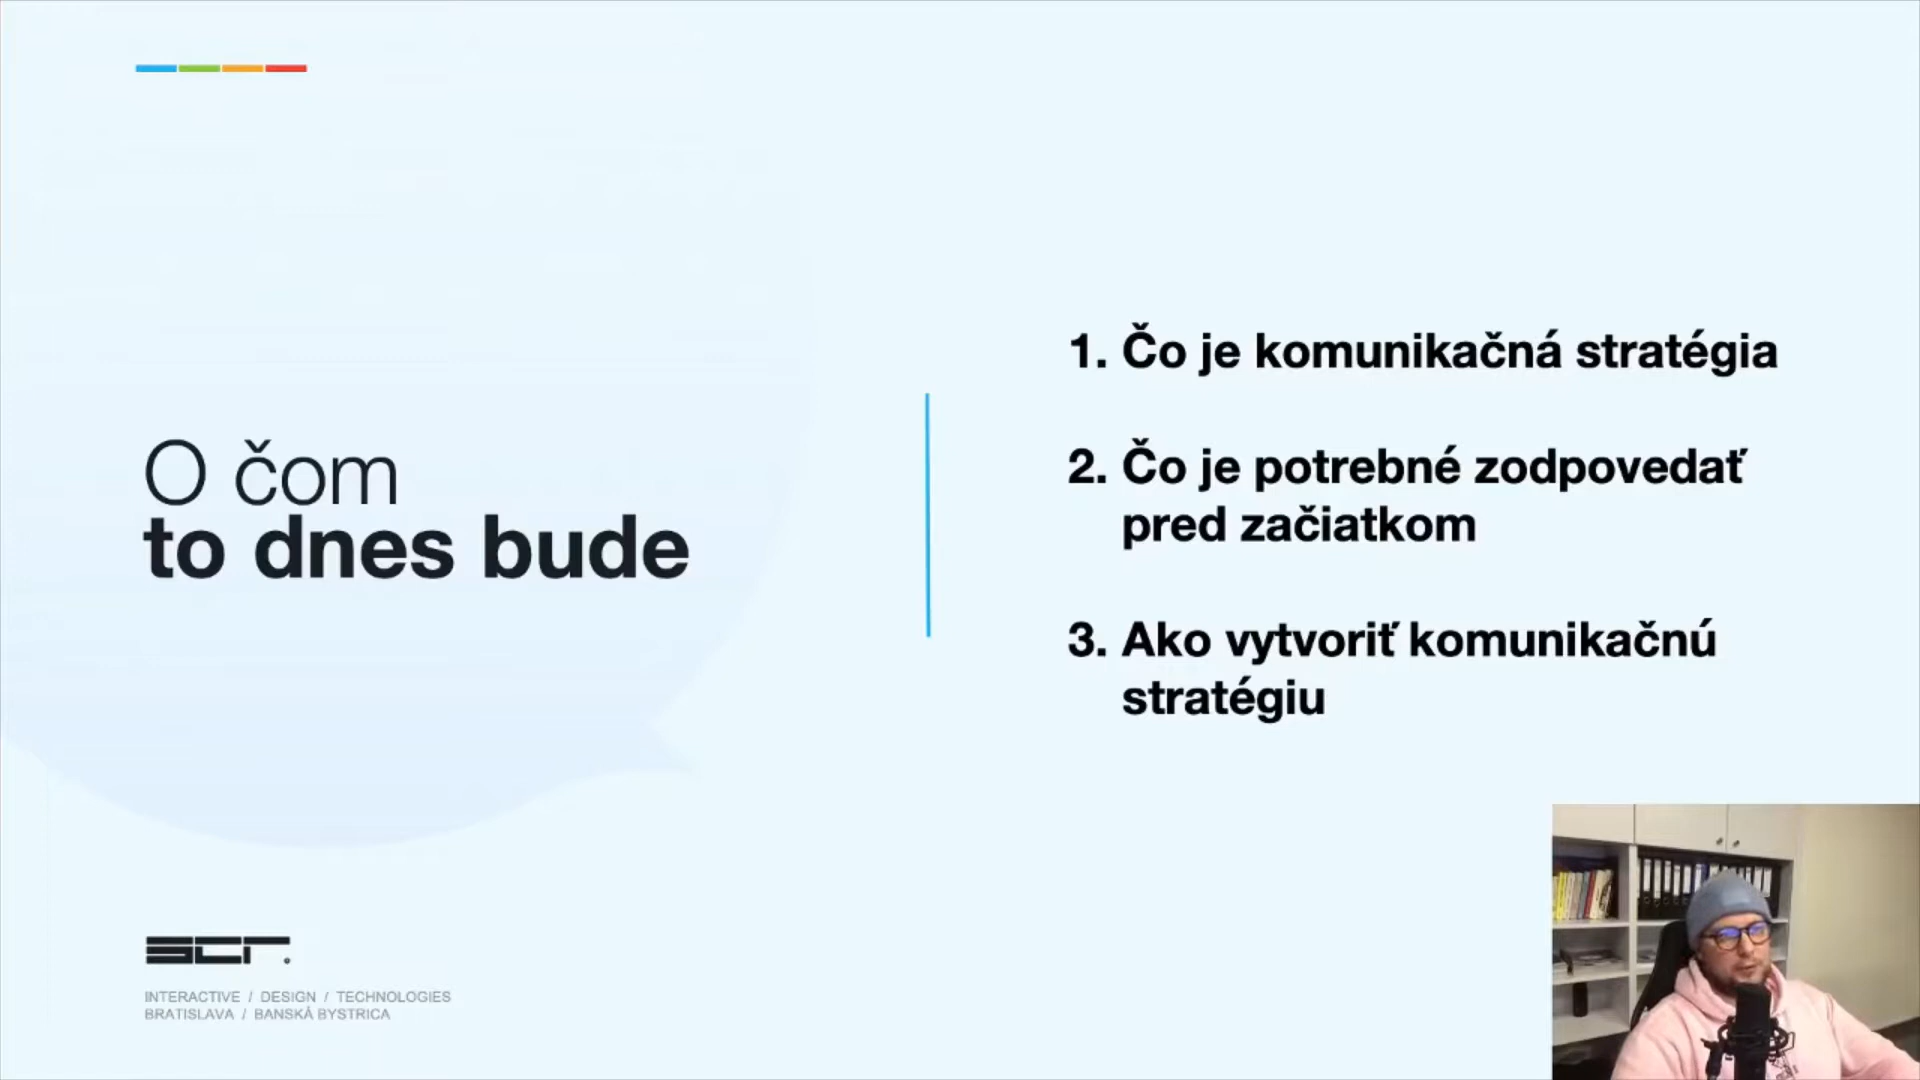 O čom
to dnes bude
1. Čo je komunikačná stratégia
2. Čo je potrebné zodpovedať
pred začiatkom
3. Ako vytvoriť komunikačnú
stratégiu
scr.
INTERACTIVE / DESIGN / TECHNOLOGIES
BRATISLAVA / BANSKÁ BYSTRICA